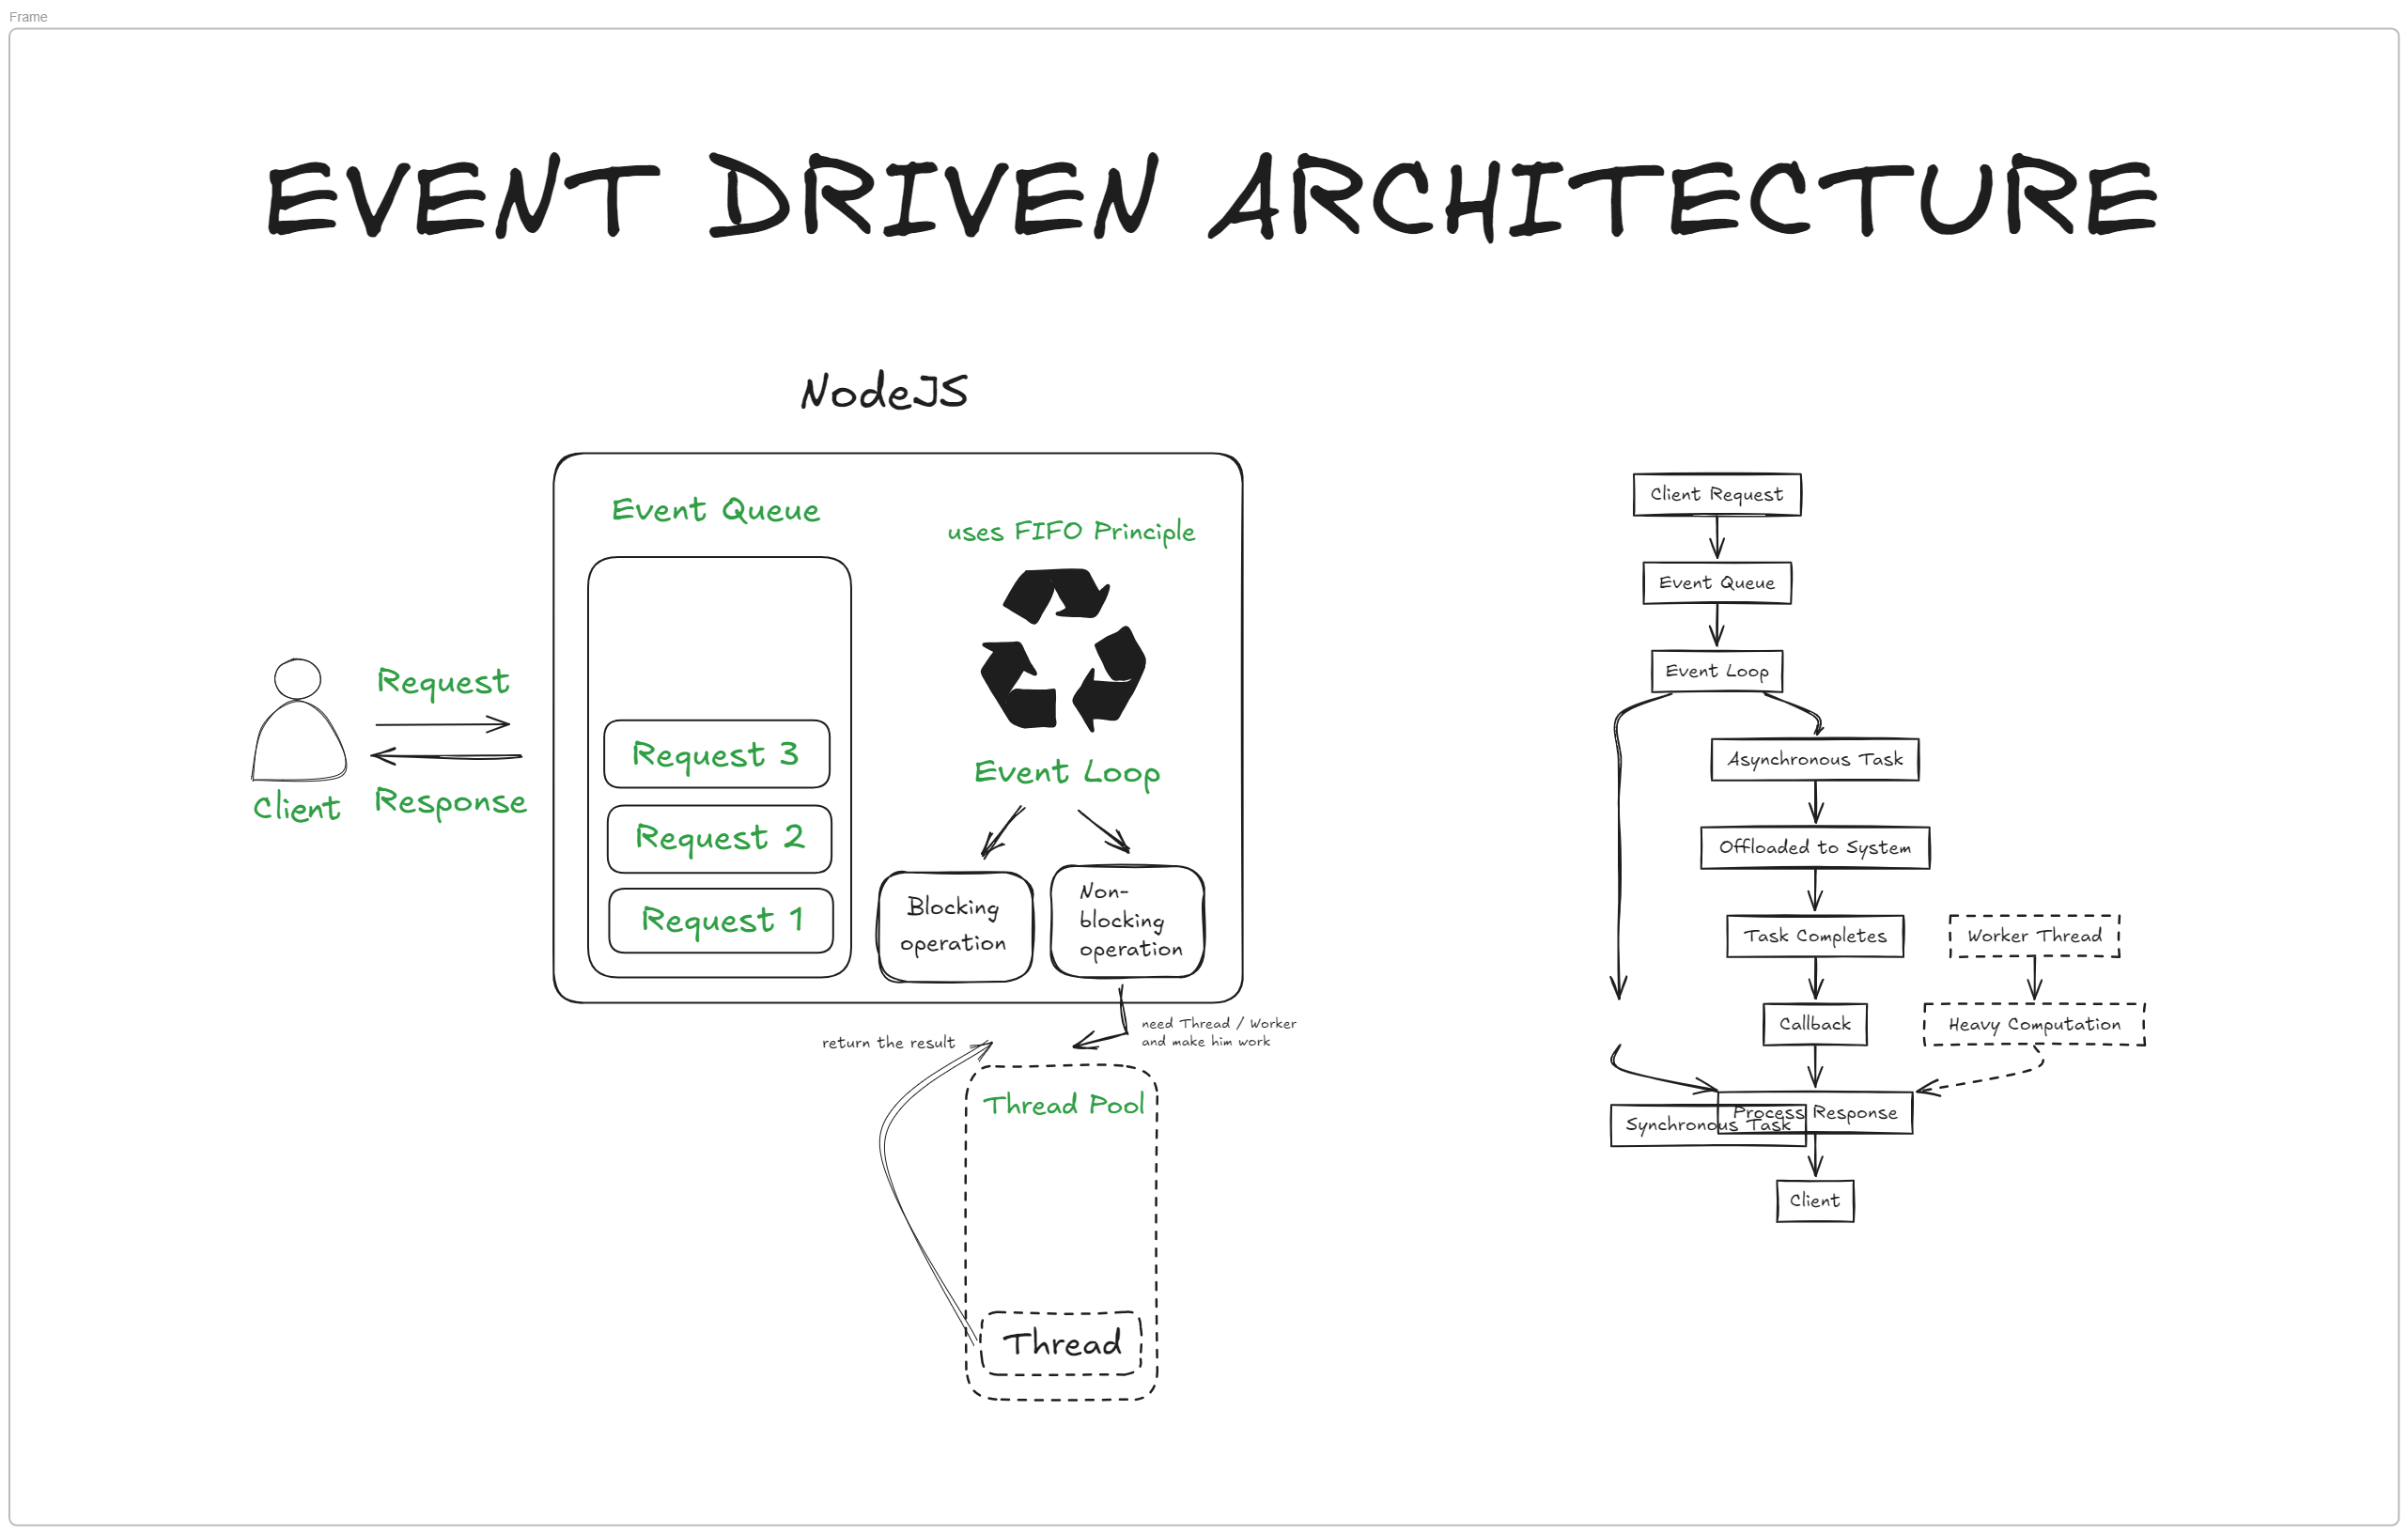 Frame
EVENT DRIVEN ARCHITECTURE
NodeJS
Event Queue
uses FIFO Principle
Request
Response
Client
Request 3
Request 2
Request 1
Event Loop
Blocking
operation
Non-
blocking
operation
return the result
need Thread / Worker
and make him work
Thread Pool
Thread
Client Request
Event Queue
Event Loop
Asynchronous Task
Offloaded to System
Task Completes
Worker Thread
Callback
Heavy Computation
Process Response
Synchronous Task
Client